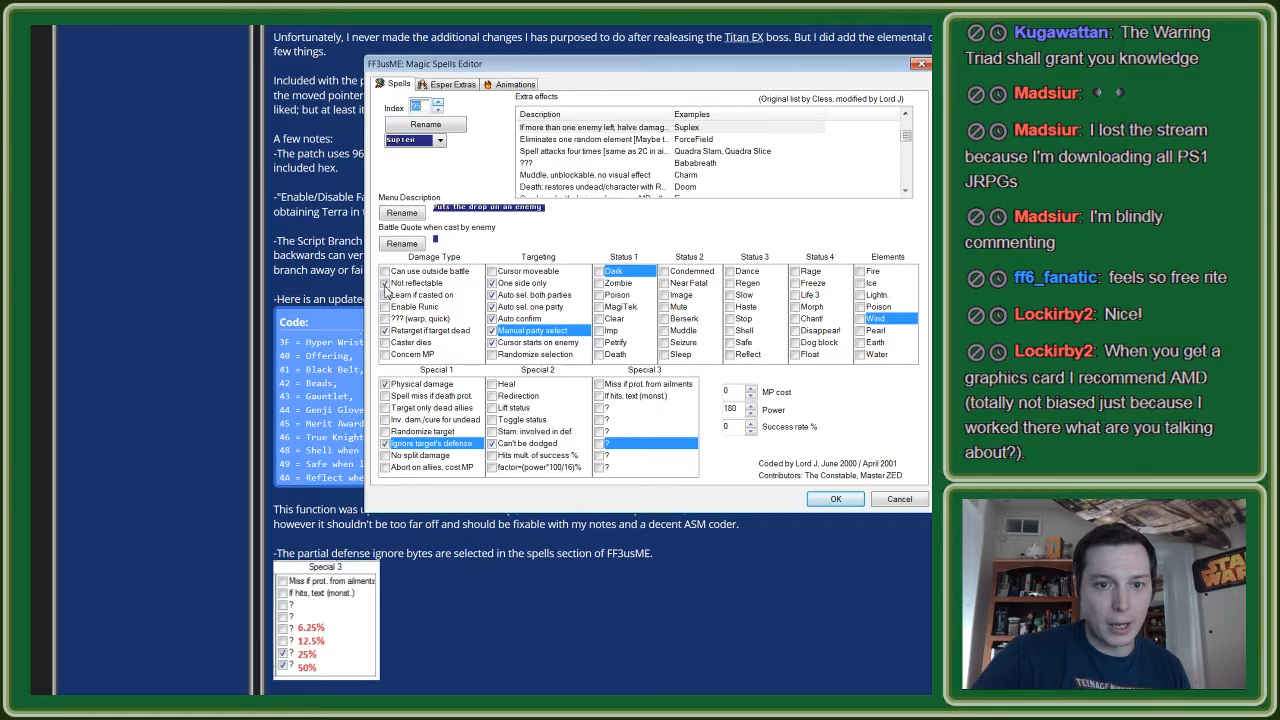 Unfortunately, I never made the additional changes I has purposed to do after realeasing the Titan EX boss. But I did add the elemental
few things.
Included with the p
the moved pointer
liked; but at least i
A few notes:
-The patch uses 96
included hex.
-"Enable/Disable Fa
obtaining Terra in t
-The Script Branch
backwards can ver
branch away or fai
-Here is an update
Code:
3F = Hyper Wrist
40 = Offering,
41 = Black Belt,
42 = Beads,
43 = Gauntlet,
44 = Genji Glove
45 = Merit Award
46 = True Knight
48 = Shell when
49 = Safe when l
4A = Reflect whe
FF3usME: Magic Spells Editor
Spells
Esper Extras
Animations
Index
Rename
Suplex
Extra effects
(Original list by Cless, modified by Lord J)
Description Examples
If more than one enemy left, halve damag... Suplex
Eliminates one random element [Maybe t... ForceField
Spell attacks four times [same as 2C in ai... Quadra Slam, Quadra Slice
??? Bababreath
Muddle, unblockable, no visual effect Charm
Death; restores undead/character with R... Doom
Menu Description
Rename
Puts the drop on an enemy
Battle Quote when cast by enemy
Rename
Damage Type
Can use outside battle
Not reflectable
Learn if casted on
Enable Runic
??? (warp, quick)
Retarget if target dead
Caster dies
Concern MP
Targeting
Cursor moveable
One side only
Auto sel. both parties
Auto sel. one party
Auto confirm
Manual party select
Cursor starts on enemy
Randomize selection
Status 1
Dark
Zombie
Poison
MagiTek
Clear
Imp
Petrify
Death
Status 2
Condemned
Near Fatal
Image
Mute
Berserk
Muddle
Seizure
Sleep
Status 3
Dance
Regen
Slow
Haste
Stop
Shell
Safe
Reflect
Status 4
Rage
Freeze
Life 3
Morph
Chant!
Disappear!
Dog block
Float
Elements
Fire
Ice
Lightn.
Poison
Wind
Pearl
Earth
Water
Special 1
Physical damage
Spell miss if death prot.
Target only dead allies
Inv. dam./cure for undead
Randomize target
Ignore target's defense
No split damage
Abort on allies, cost MP
Special 2
Heal
Redirection
Lift status
Toggle status
Stam. involved in def
Can't be dodged
Hits mult. of success %
factor=(power*100/16)%
Special 3
Miss if prot. from ailments
If hits, text (monst.)
?
?
?
?
?
?
0 MP cost
180 Power
0 Success rate %
Coded by Lord J, June 2000 / April 2001
Contributors: The Constable, Master ZED
OK
Cancel
This function was u
however it shouldn't be too far off and should be fixable with my notes and a decent ASM coder.
-The partial defense ignore bytes are selected in the spells section of FF3usME.
Special 3
Miss if prot. from ailments
If hits, text (monst.)
?
?
? 6.25%
? 12.5%
? 25%
? 50%
Kugawattan: The Warring
Triad shall grant you knowledge
Madsiur:
Madsiur: I lost the stream
because I'm downloading all PS1
JRPGs
Madsiur: I'm blindly
commenting
ff6_fanatic: feels so free rite
Lockirby2: Nice!
Lockirby2: When you get a
graphics card I recommend AMD
(totally not biased just because I
worked there what are you talking
about?).
STAR
WARS
TEENAGE